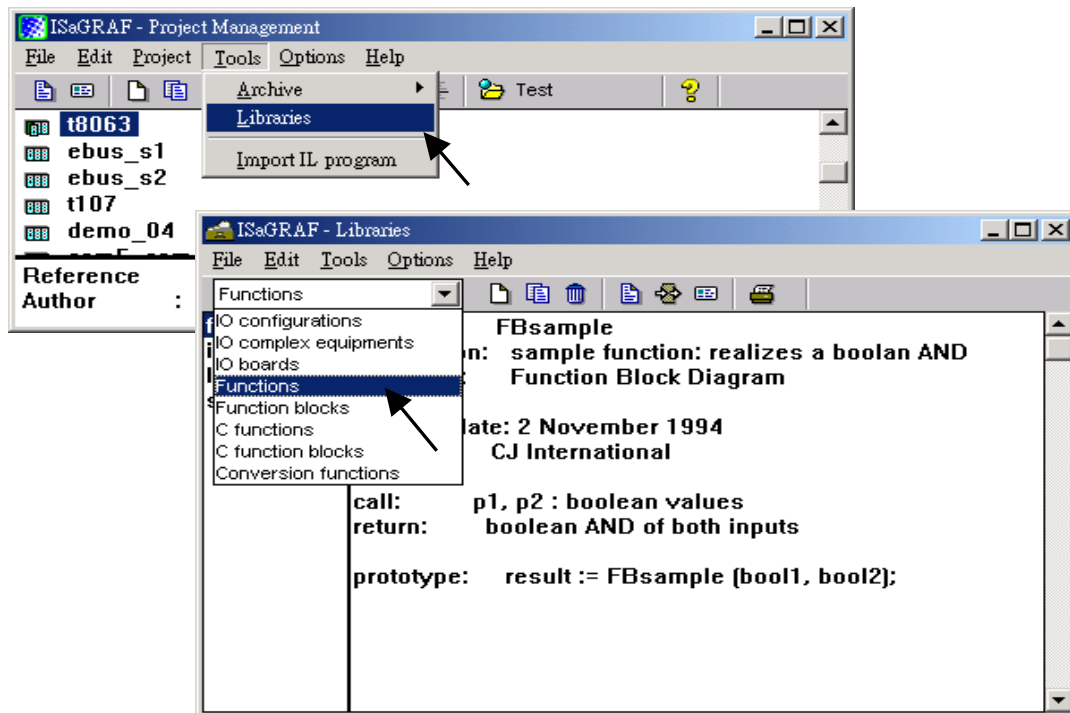 ISaGRAF - Project Management
File Edit Project Tools Options Help
Test
Archive
Libraries
Import IL program
t8063
ebus_s1
ebus_s2
t107
demo_04
Reference
Author :
ISaGRAF - Libraries
File Edit Tools Options Help
Functions
IO configurations
IO complex equipments
IO boards
Functions
Function blocks
C functions
C function blocks
Conversion functions
FBsample
n: sample function: realizes a boolan AND
: Function Block Diagram
late: 2 November 1994
CJ International
call: p1, p2 : boolean values
return: boolean AND of both inputs
prototype: result := FBsample (bool1, bool2);